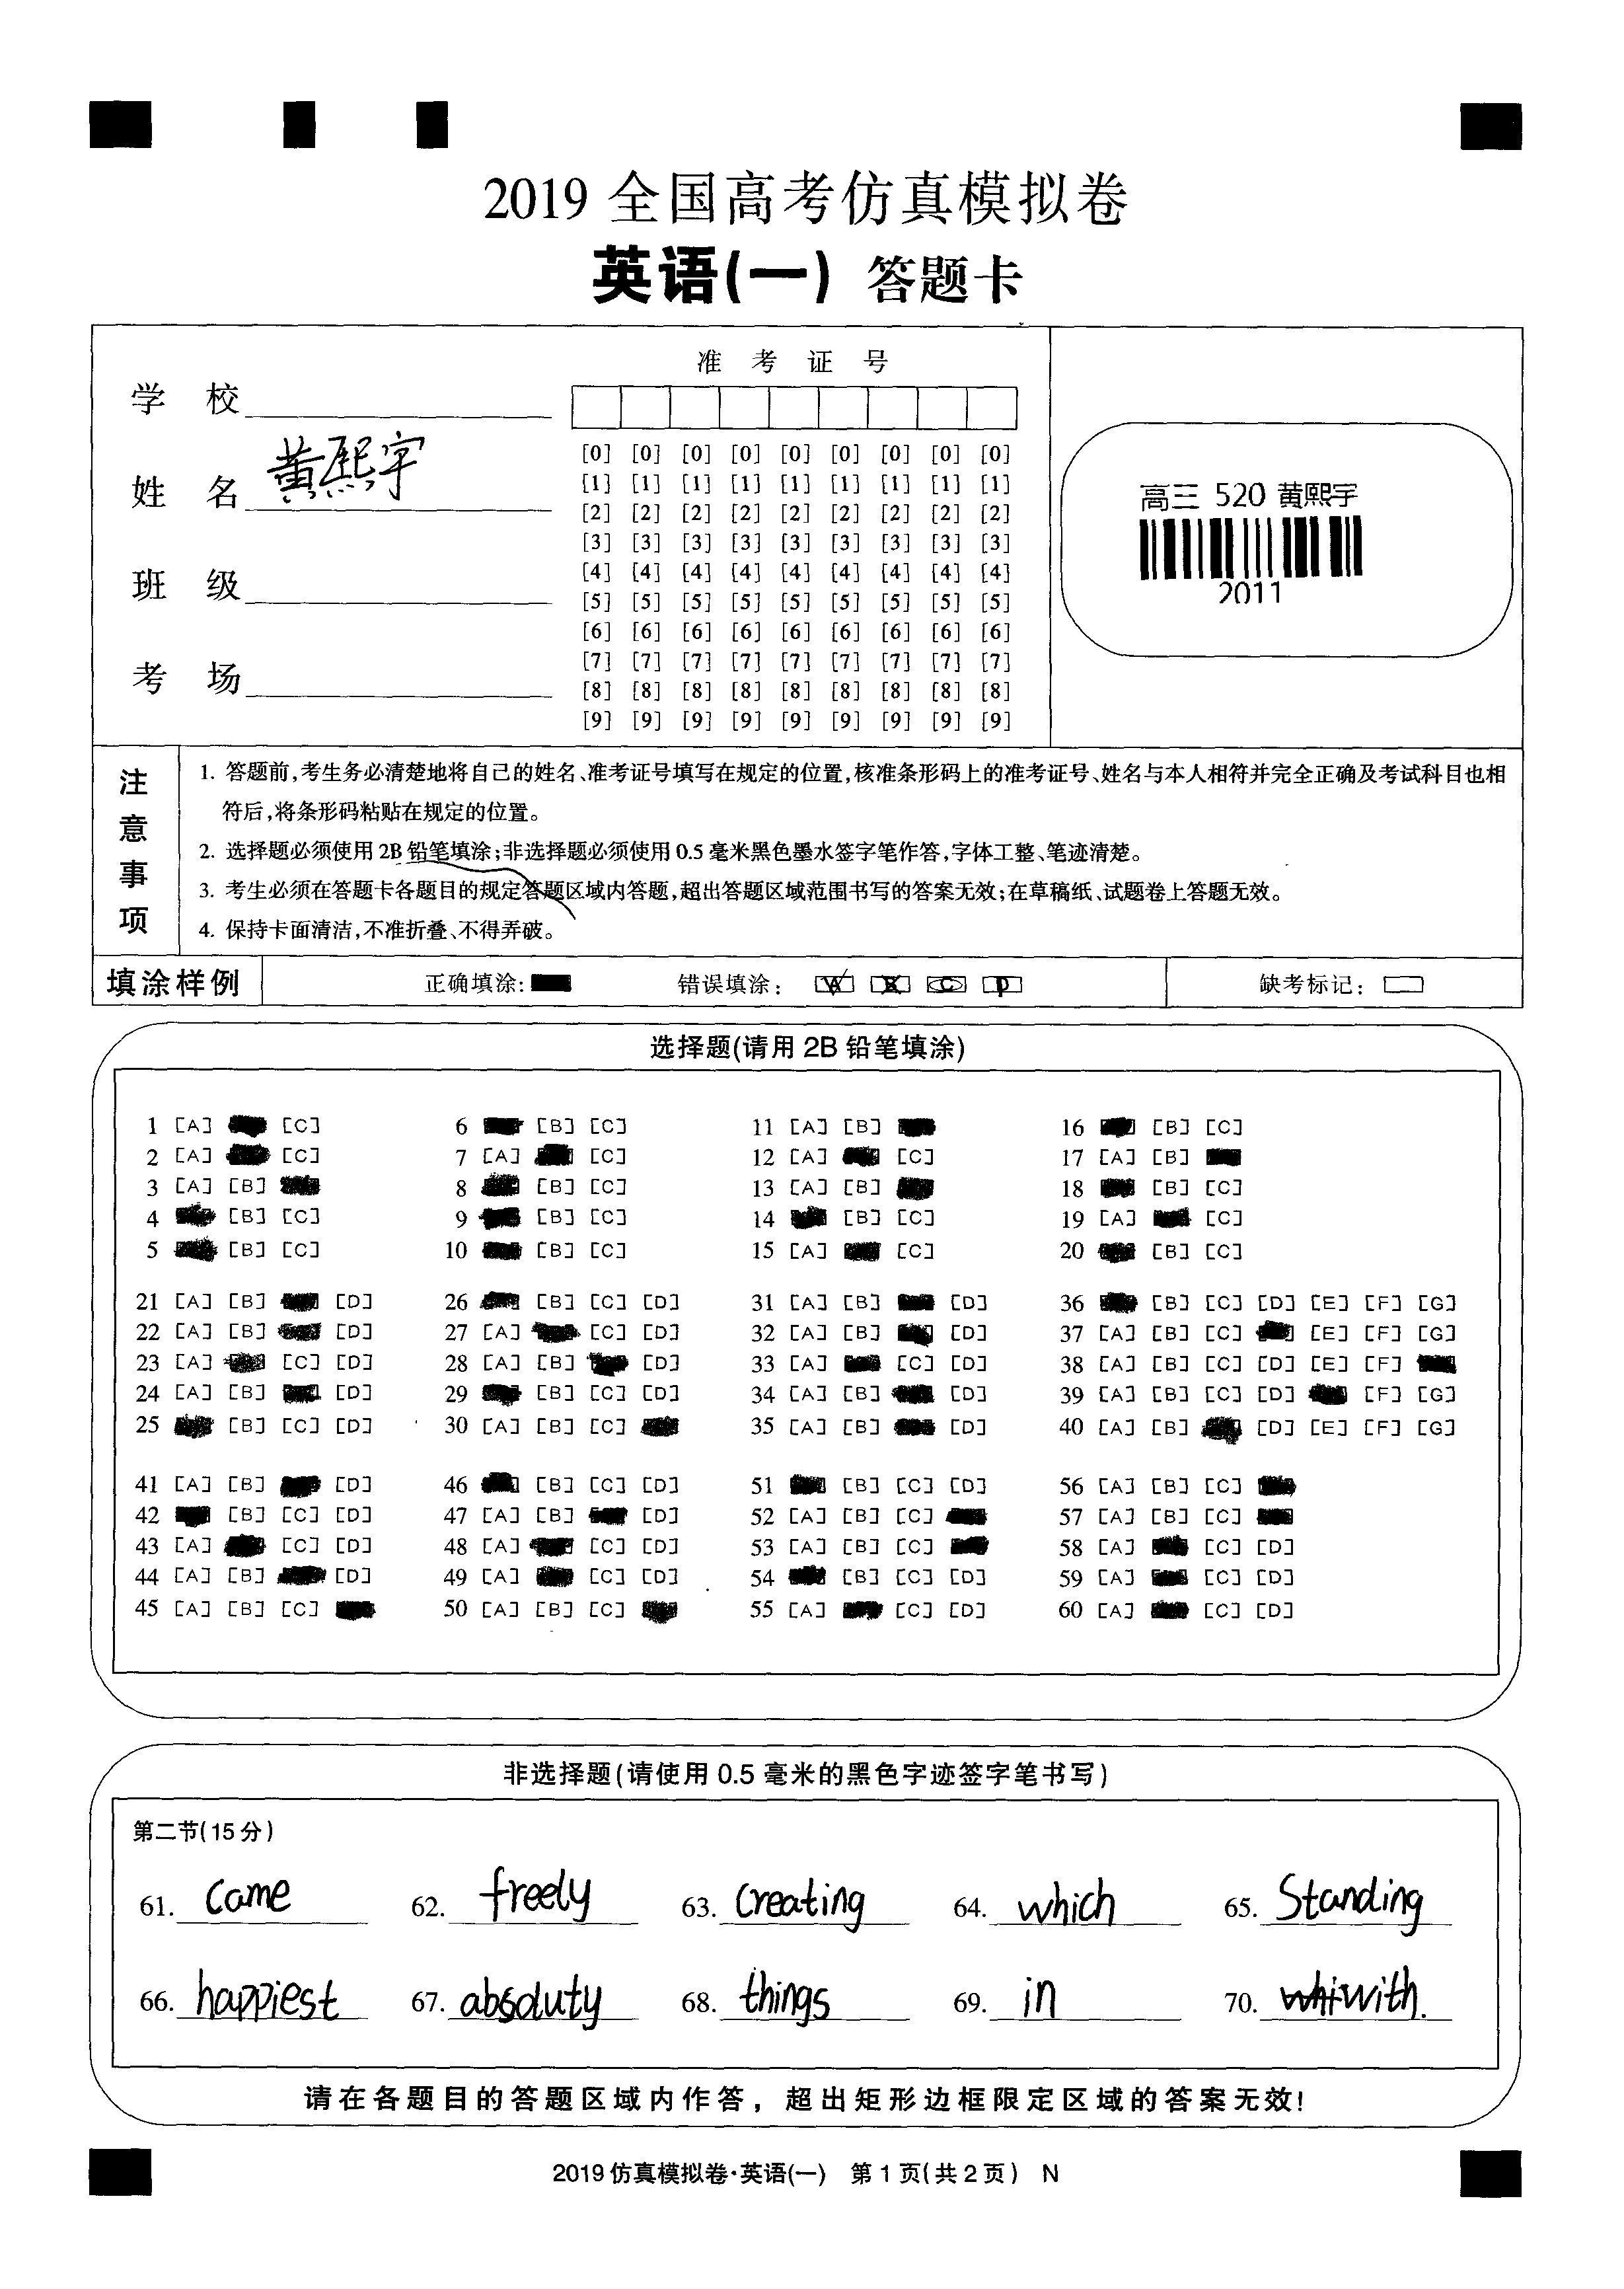 2019 全国高考仿真模拟卷
英语(一) 答题卡
准 考 证 号
学 校
姓 名 黄熙宇
班 级
考 场
[0] [0] [0] [0] [0] [0] [0] [0] [0]
[1] [1] [1] [1] [1] [1] [1] [1] [1]
[2] [2] [2] [2] [2] [2] [2] [2] [2]
[3] [3] [3] [3] [3] [3] [3] [3] [3]
[4] [4] [4] [4] [4] [4] [4] [4] [4]
[5] [5] [5] [5] [5] [5] [5] [5] [5]
[6] [6] [6] [6] [6] [6] [6] [6] [6]
[7] [7] [7] [7] [7] [7] [7] [7] [7]
[8] [8] [8] [8] [8] [8] [8] [8] [8]
[9] [9] [9] [9] [9] [9] [9] [9] [9]
高三 520 黄熙宇
2011
注意事项
1. 答题前,考生务必清楚地将自己的姓名、准考证号填写在规定的位置,核准条形码上的准考证号、姓名与本人相符并完全正确及考试科目也相
符后,将条形码粘贴在规定的位置。
2. 选择题必须使用 2B 铅笔填涂;非选择题必须使用 0.5 毫米黑色墨水签字笔作答,字体工整、笔迹清楚。
3. 考生必须在答题卡各题目的规定答题区域内答题,超出答题区域范围书写的答案无效;在草稿纸、试题卷上答题无效。
4. 保持卡面清洁,不准折叠、不得弄破。
填涂样例 正确填涂: 错误填涂: A B C D 缺考标记:
选择题(请用 2B 铅笔填涂)
1 [A] [C] 6 [B] [C] 11 [A] [B] 16 [B] [C]
2 [A] [C] 7 [A] [C] 12 [A] [C] 17 [A] [B]
3 [A] [B] 8 [B] [C] 13 [A] [B] 18 [B] [C]
4 [B] [C] 9 [B] [C] 14 [B] [C] 19 [A] [C]
5 [B] [C] 10 [B] [C] 15 [A] [C] 20 [B] [C]
21 [A] [B] [D] 26 [B] [C] [D] 31 [A] [B] [D] 36 [B] [C] [D] [E] [F] [G]
22 [A] [B] [D] 27 [A] [C] [D] 32 [A] [B] [D] 37 [A] [B] [C] [E] [F] [G]
23 [A] [C] [D] 28 [A] [B] [D] 33 [A] [C] [D] 38 [A] [B] [C] [D] [E] [F]
24 [A] [B] [D] 29 [B] [C] [D] 34 [A] [B] [D] 39 [A] [B] [C] [D] [F] [G]
25 [B] [C] [D] 30 [A] [B] [C] 35 [A] [B] [D] 40 [A] [B] [D] [E] [F] [G]
41 [A] [B] [D] 46 [B] [C] [D] 51 [B] [C] [D] 56 [A] [B] [C]
42 [B] [C] [D] 47 [A] [B] [D] 52 [A] [B] [C] 57 [A] [B] [C]
43 [A] [C] [D] 48 [A] [C] [D] 53 [A] [B] [C] 58 [A] [C] [D]
44 [A] [B] [D] 49 [A] [C] [D] 54 [B] [C] [D] 59 [A] [C] [D]
45 [A] [B] [C] 50 [A] [B] [C] 55 [A] [C] [D] 60 [A] [C] [D]
非选择题(请使用 0.5 毫米的黑色字迹签字笔书写)
第二节(15 分)
61. came 62. freely 63. creating 64. which 65. Standing
66. happiest 67. absoluty 68. things 69. in 70. with.
请在各题目的答题区域内作答，超出矩形边框限定区域的答案无效!
2019 仿真模拟卷·英语(一) 第 1 页(共 2 页) N